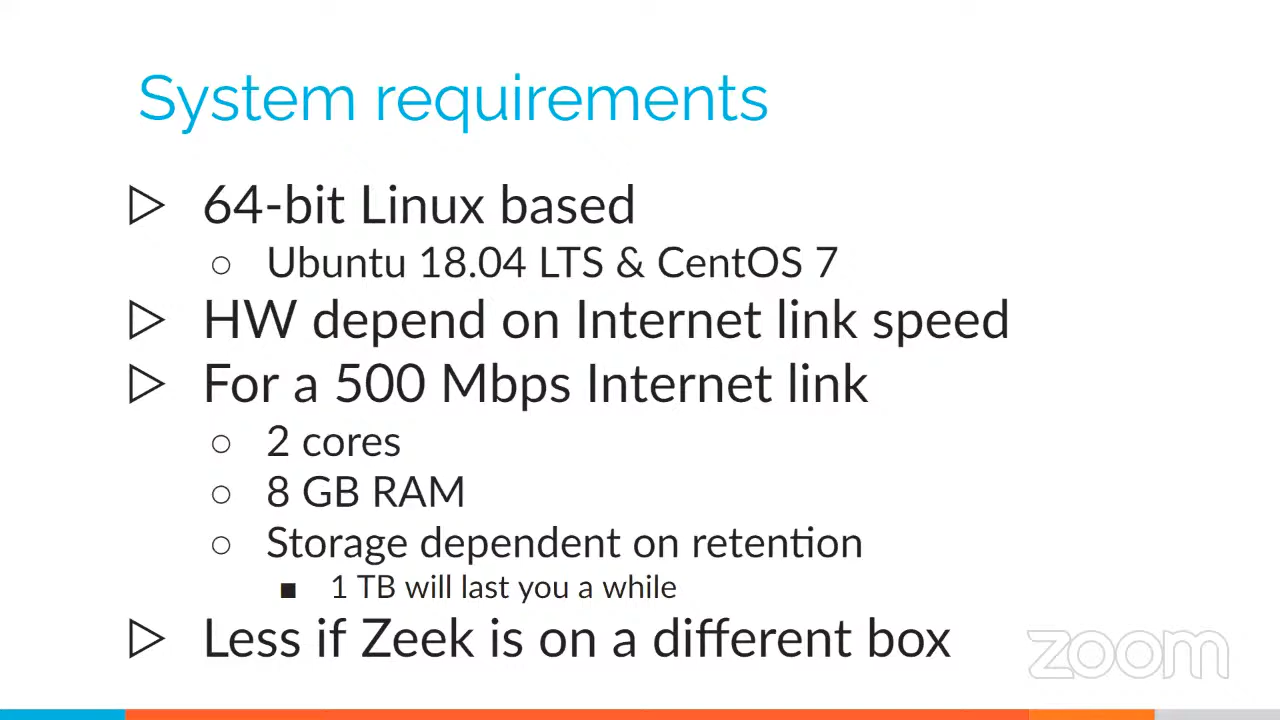 System requirements
64-bit Linux based
Ubuntu 18.04 LTS & CentOS 7
HW depend on Internet link speed
For a 500 Mbps Internet link
2 cores
8 GB RAM
Storage dependent on retention
1 TB will last you a while
Less if Zeek is on a different box
zoom